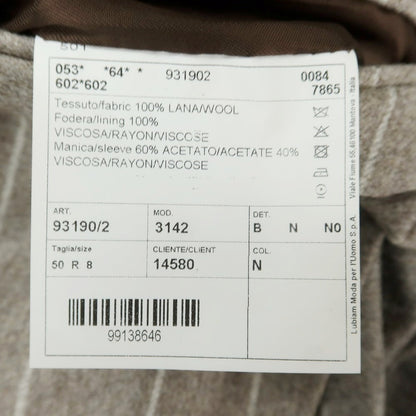 053* *64* * 931902 0084
602*602 7865
Tessuto/fabric 100% LANA/WOOL
Fodera/lining 100%
VISCOSA/RAYON/VISCOSE
Manica/sleeve 60% ACETATO/ACETATE 40%
VISCOSA/RAYON/VISCOSE
ART. MOD. DET.
93190/2 3142 B N N0
Taglia/size CLIENTE/CLIENT COL.
50 R 8 14580 N
99138646
Lubiam Moda per l'Uomo S.p.A. Viale Fiume 55,46100 Mantova - Italia